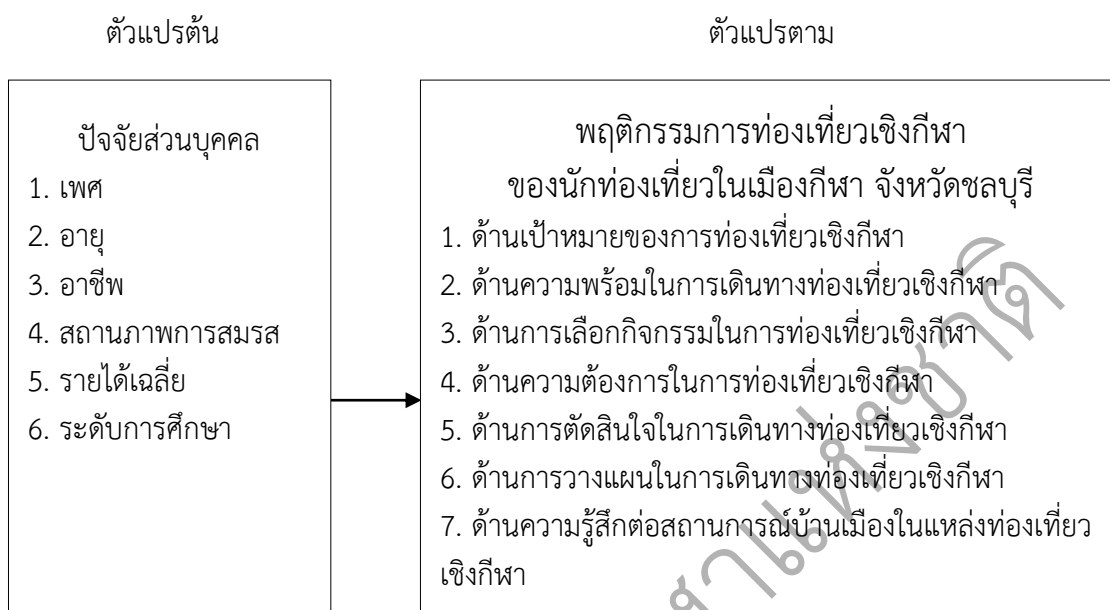 ตัวแปรต้น
ตัวแปรตาม
ปัจจัยส่วนบุคคล
1. เพศ
2. อายุ
3. อาชีพ
4. สถานภาพการสมรส
5. รายได้เฉลี่ย
6. ระดับการศึกษา
พฤติกรรมการท่องเที่ยวเชิงกีฬา
ของนักท่องเที่ยวในเมืองกีฬา จังหวัดชลบุรี
1. ด้านเป้าหมายของการท่องเที่ยวเชิงกีฬา
2. ด้านความพร้อมในการเดินทางท่องเที่ยวเชิงกีฬา
3. ด้านการเลือกกิจกรรมในการท่องเที่ยวเชิงกีฬา
4. ด้านความต้องการในการท่องเที่ยวเชิงกีฬา
5. ด้านการตัดสินใจในการเดินทางท่องเที่ยวเชิงกีฬา
6. ด้านการวางแผนในการเดินทางท่องเที่ยวเชิงกีฬา
7. ด้านความรู้สึกต่อสถานการณ์บ้านเมืองในแหล่งท่องเที่ยว
เชิงกีฬา